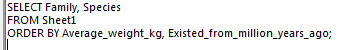 SELECT Family, Species
FROM Sheet1
ORDER BY Average_weight_kg, Existed_from_million_years_ago;